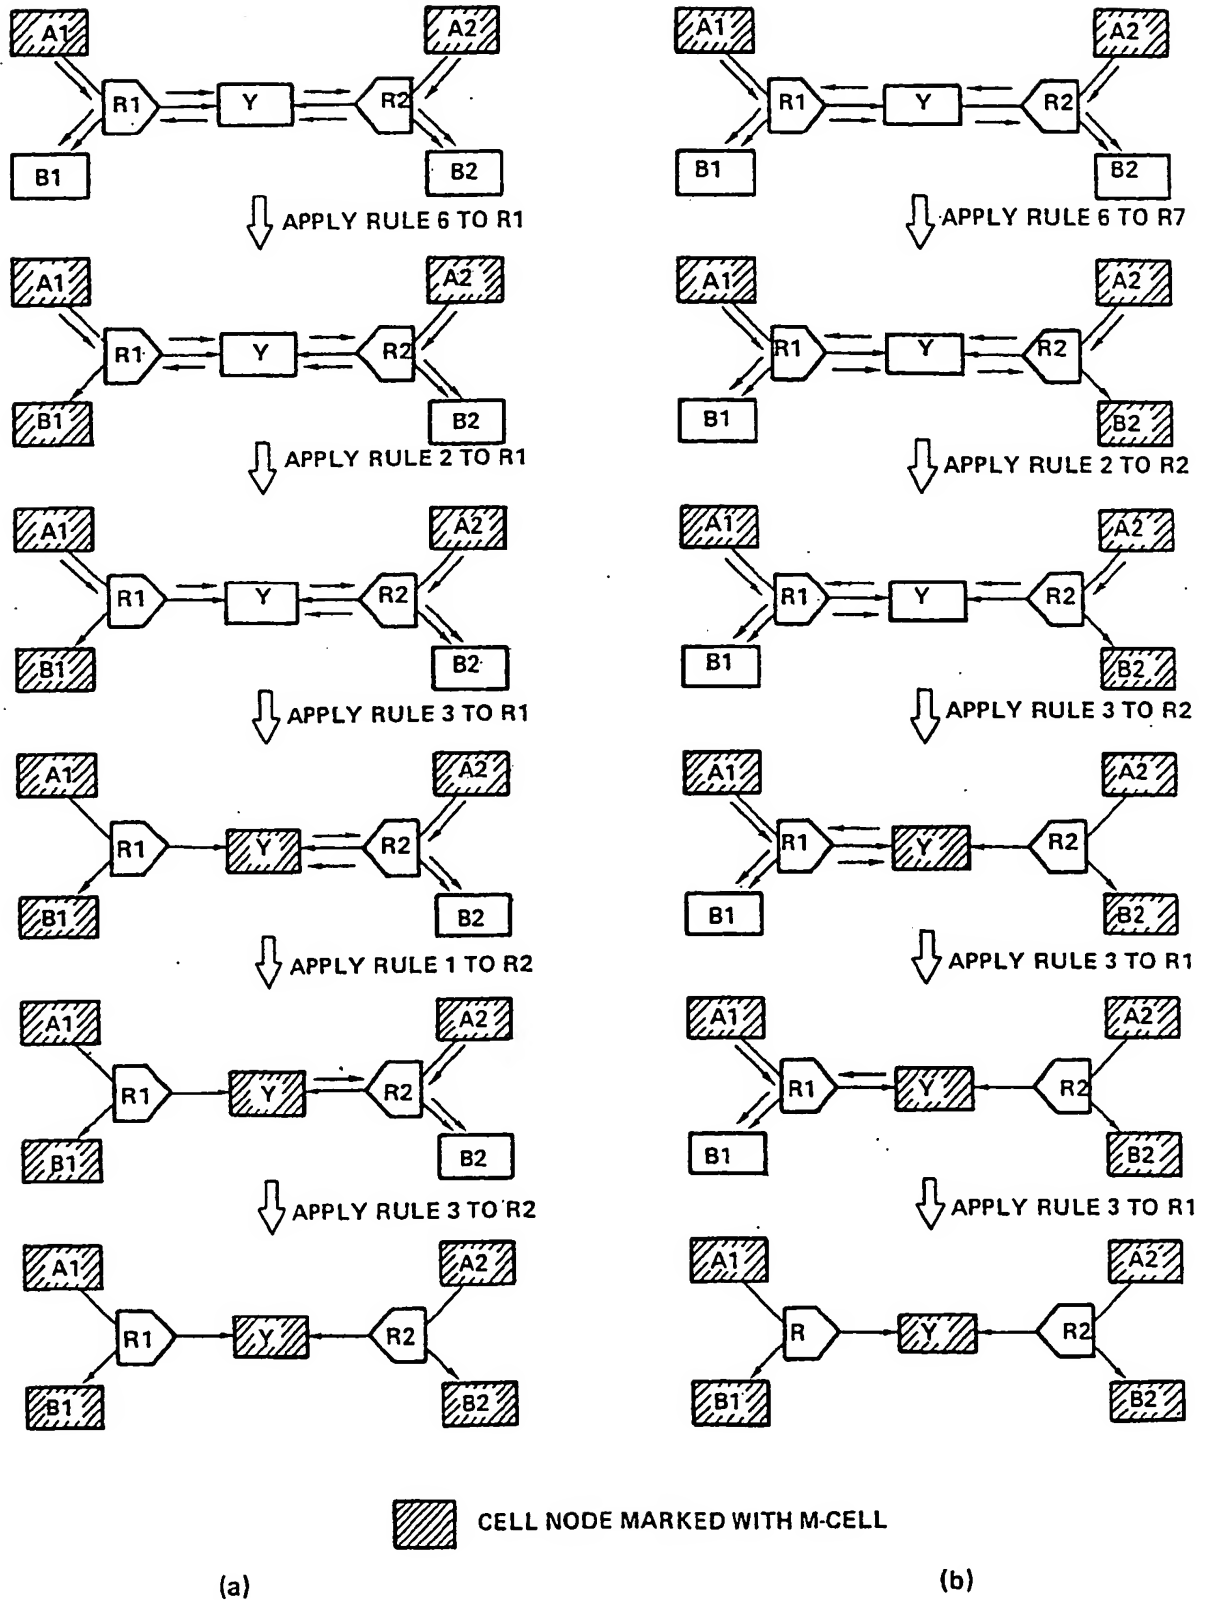 A1
A2
R1
Y
R2
B1
B2
APPLY RULE 6 TO R1
A1
A2
R1
Y
R2
B1
B2
APPLY RULE 2 TO R1
A1
A2
R1
Y
R2
B1
B2
APPLY RULE 3 TO R1
A1
A2
R1
Y
R2
B1
B2
APPLY RULE 1 TO R2
A1
A2
R1
Y
R2
B1
B2
APPLY RULE 3 TO R2
A1
A2
R1
Y
R2
B1
B2
A1
A2
R1
Y
R2
B1
B2
APPLY RULE 6 TO R7
A1
A2
R1
Y
R2
B1
B2
APPLY RULE 2 TO R2
A1
A2
R1
Y
R2
B1
B2
APPLY RULE 3 TO R2
A1
A2
R1
Y
R2
B1
B2
APPLY RULE 3 TO R1
A1
A2
R1
Y
R2
B1
B2
APPLY RULE 3 TO R1
A1
A2
R
Y
R2
B1
B2
CELL NODE MARKED WITH M-CELL
(a)
(b)